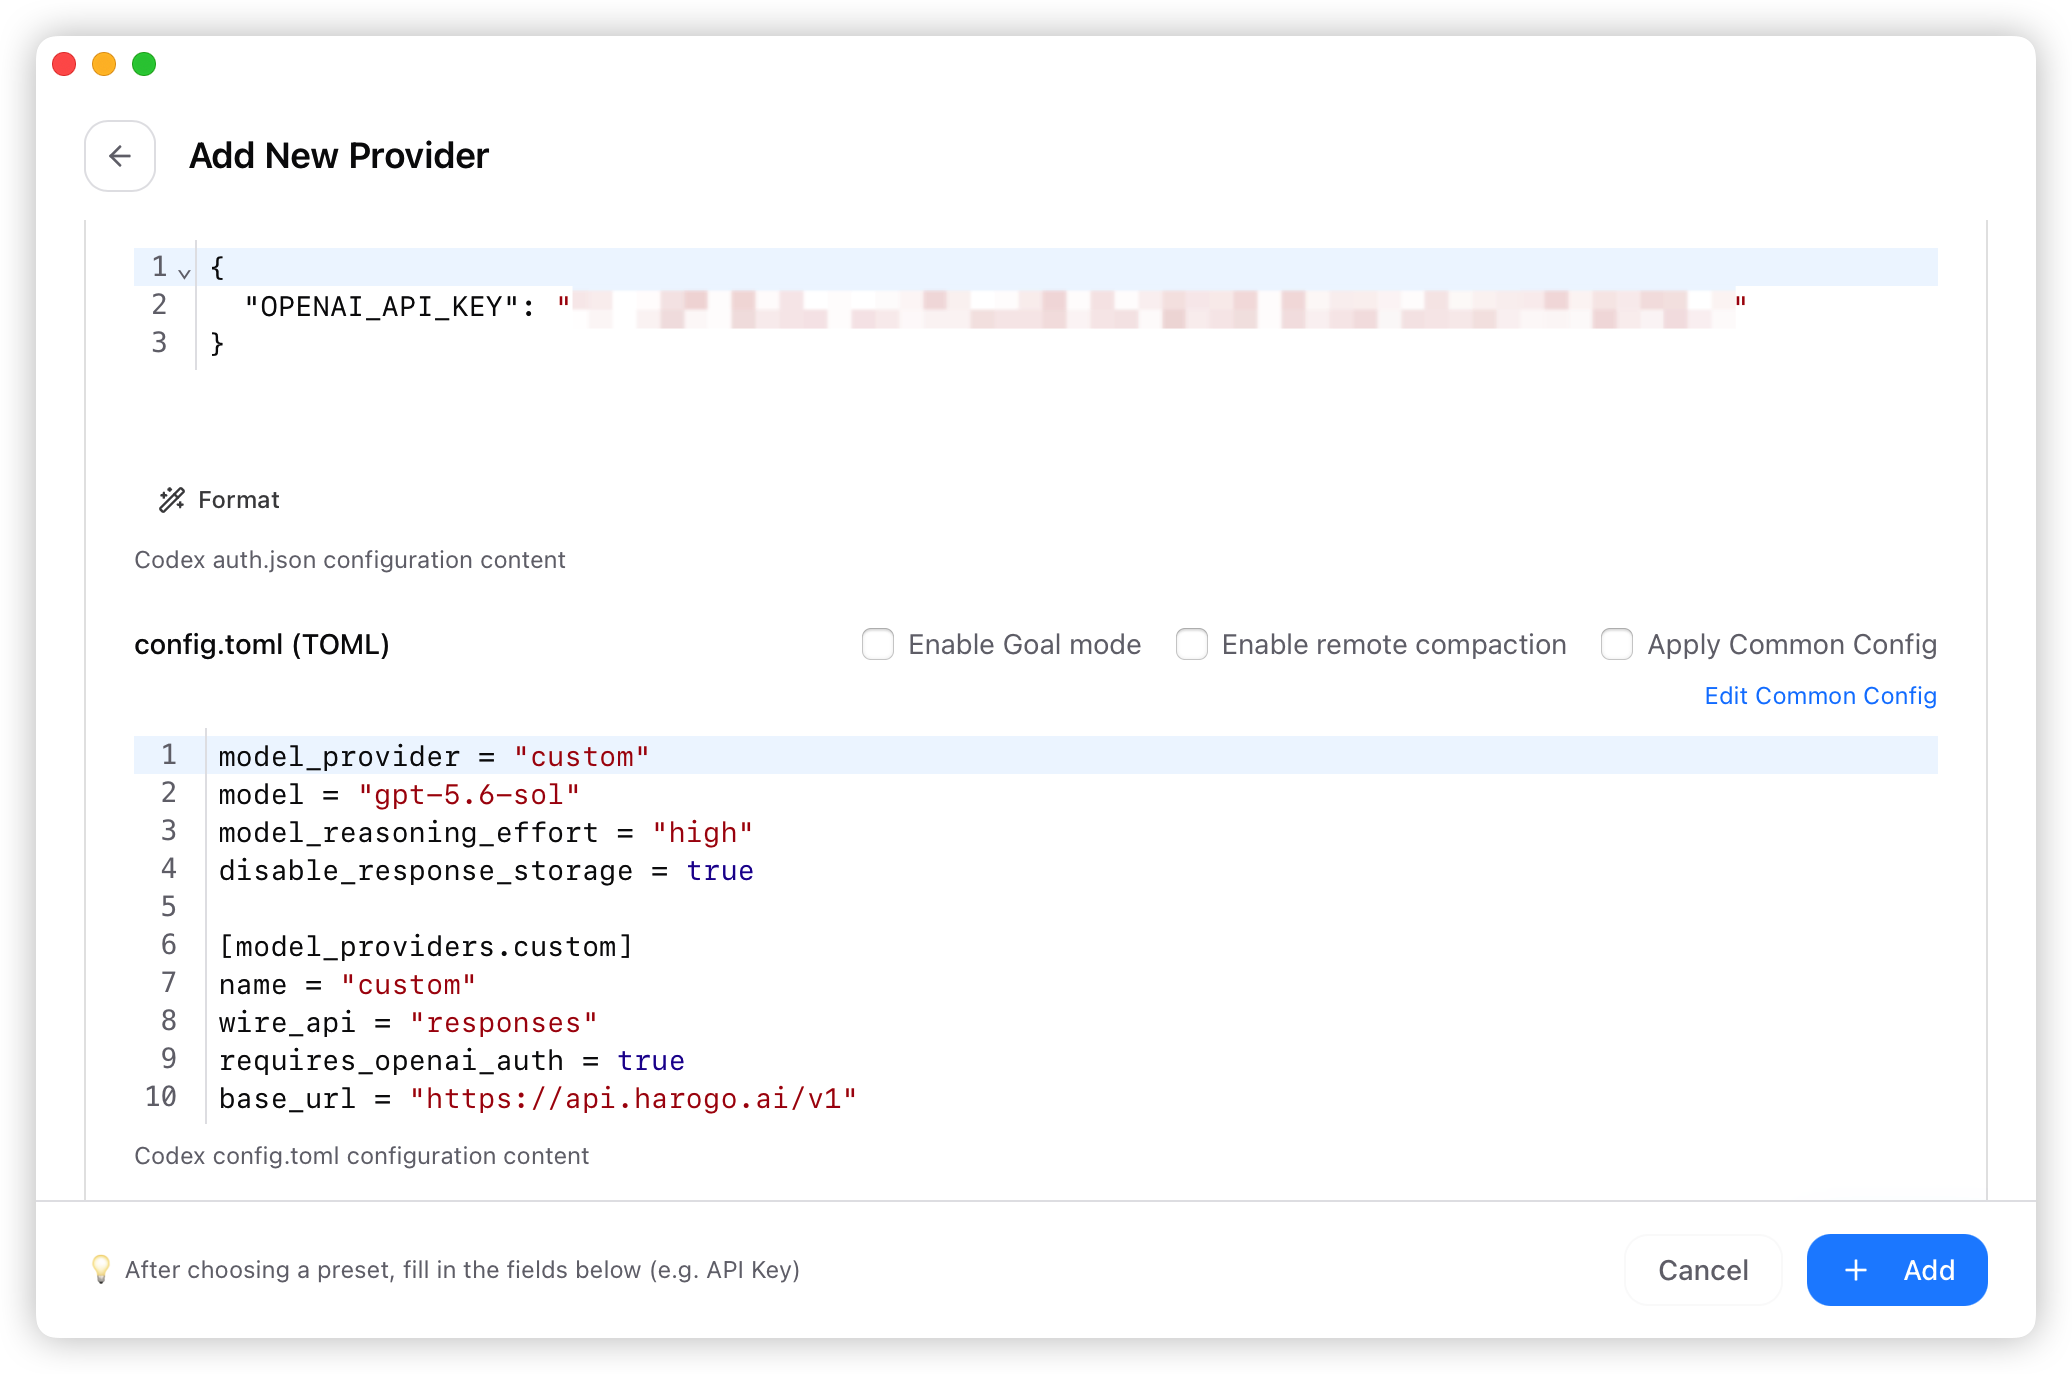 Add New Provider
1 {
2 "OPENAI_API_KEY": " "
3 }
Format
Codex auth.json configuration content
config.toml (TOML)
Enable Goal mode
Enable remote compaction
Apply Common Config
Edit Common Config
1 model_provider = "custom"
2 model = "gpt-5.6-sol"
3 model_reasoning_effort = "high"
4 disable_response_storage = true
5
6 [model_providers.custom]
7 name = "custom"
8 wire_api = "responses"
9 requires_openai_auth = true
10 base_url = "https://api.harogo.ai/v1"
Codex config.toml configuration content
💡 After choosing a preset, fill in the fields below (e.g. API Key)
Cancel
+ Add